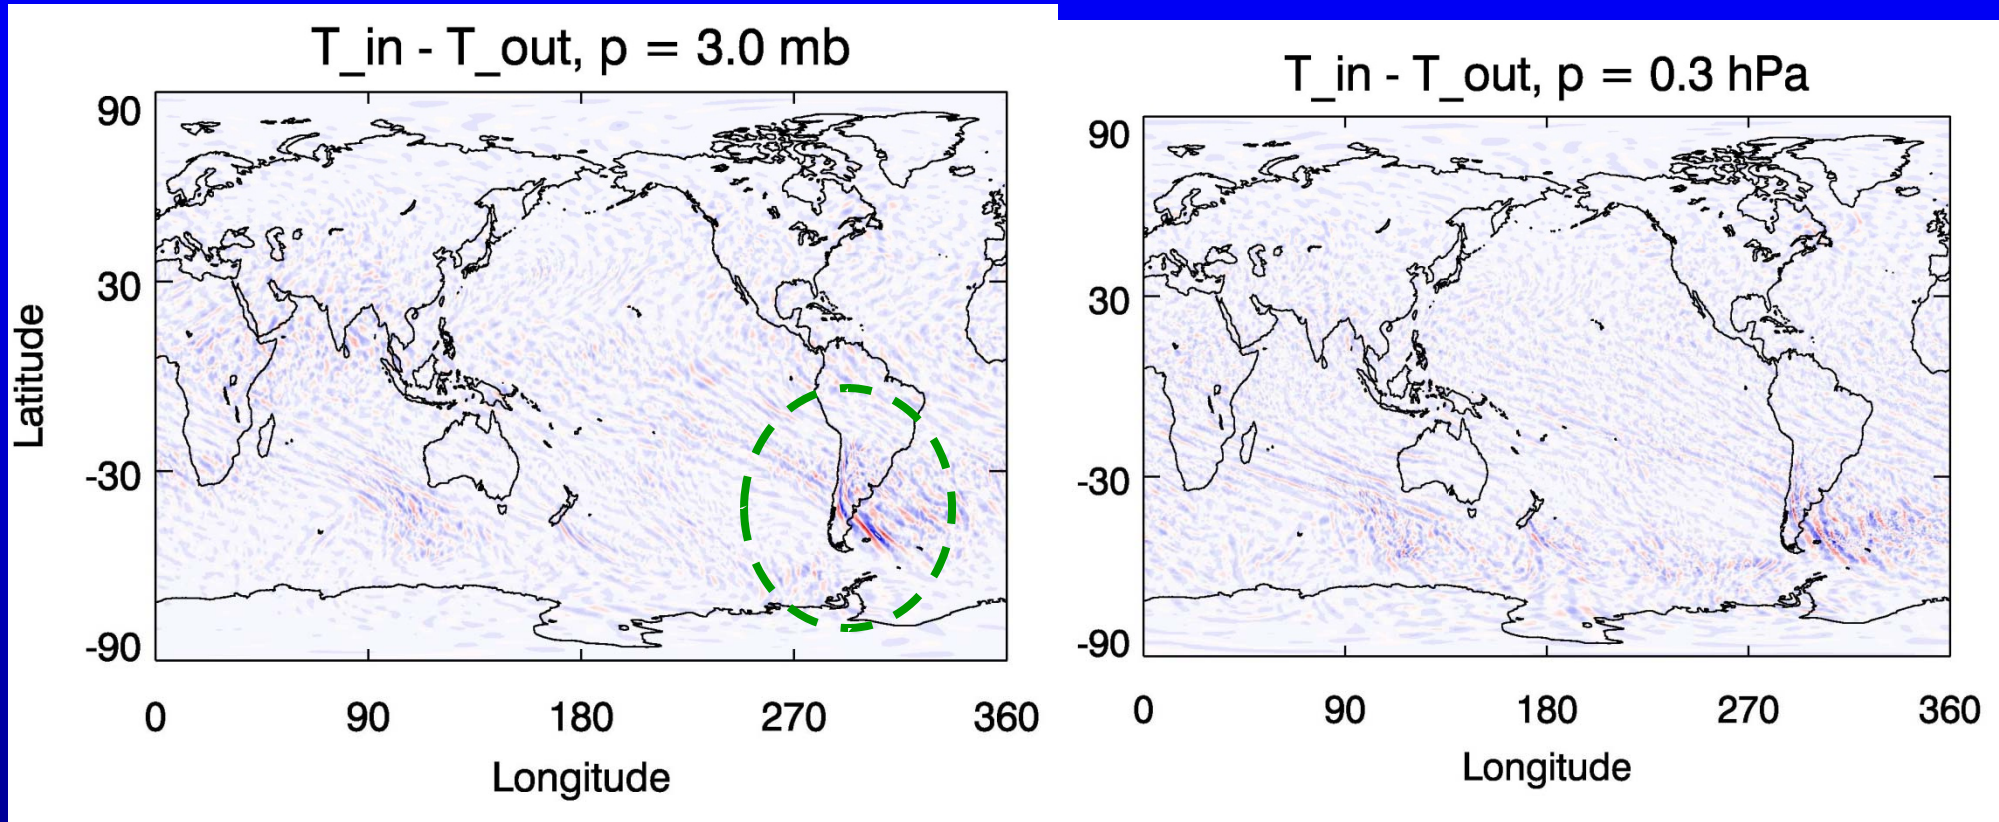 T_in - T_out, p = 3.0 mb
90
30
-30
-90
Latitude
0 90 180 270 360
Longitude
T_in - T_out, p = 0.3 hPa
90
30
-30
-90
0 90 180 270 360
Longitude